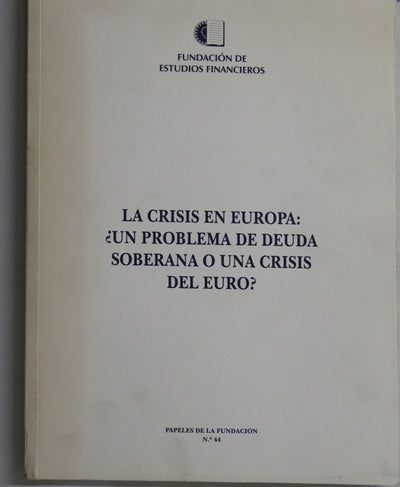 FUNDACIÓN DE
ESTUDIOS FINANCIEROS
LA CRISIS EN EUROPA:
¿UN PROBLEMA DE DEUDA
SOBERANA O UNA CRISIS
DEL EURO?
PAPELES DE LA FUNDACIÓN
N.º 44